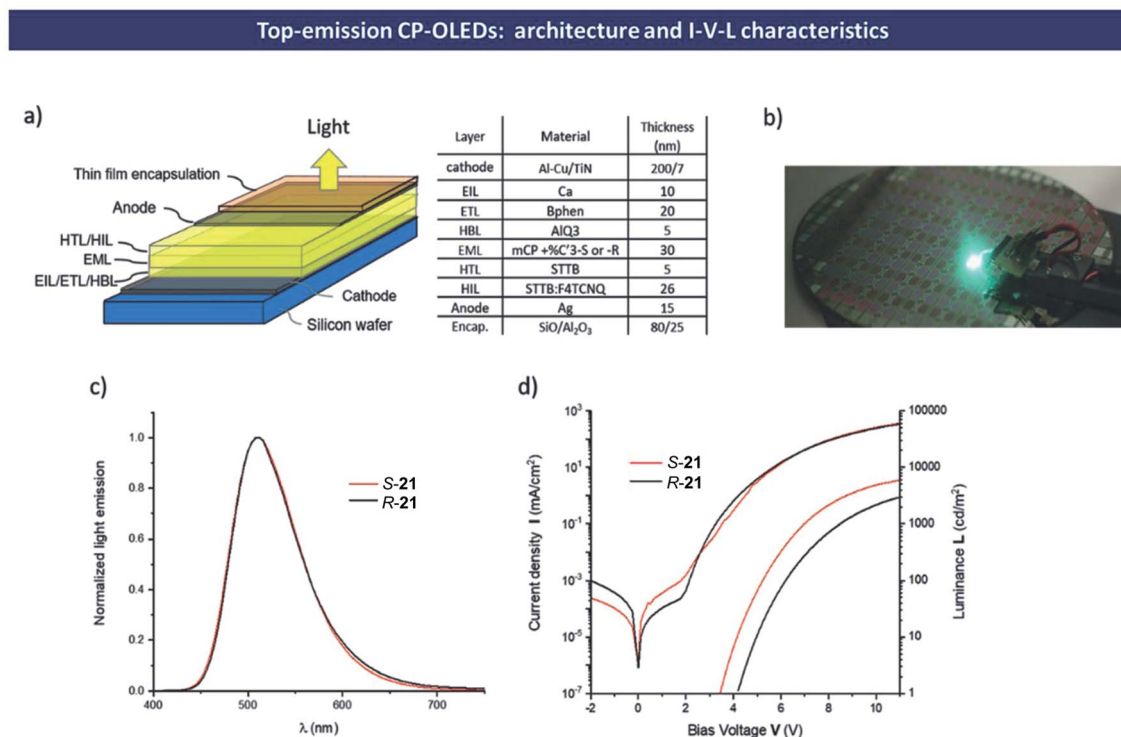 Top-emission CP-OLEDs: architecture and I-V-L characteristics
a)
Light
Thin film encapsulation
Anode
HTL/HIL
EML
EIL/ETL/HBL
Cathode
Silicon wafer
Layer Material Thickness (nm)
cathode Al-Cu/TiN 200/7
EIL Ca 10
ETL Bphen 20
HBL AlQ3 5
EML mCP +%C'3-S or -R 30
HTL STTB 5
HIL STTB:F4TCNQ 26
Anode Ag 15
Encap. SiO/Al₂O₃ 80/25
b)
c)
Normalized light emission
1.0
0.8
0.6
0.4
0.2
0.0
400 500 600 700
λ (nm)
S-21
R-21
d)
Current density I (mA/cm²)
10³
10¹
10⁻¹
10⁻³
10⁻⁵
10⁻⁷
-2 0 2 4 6 8 10
Bias Voltage V (V)
S-21
R-21
100000
10000
1000
100
10
1
Luminance L (cd/m²)